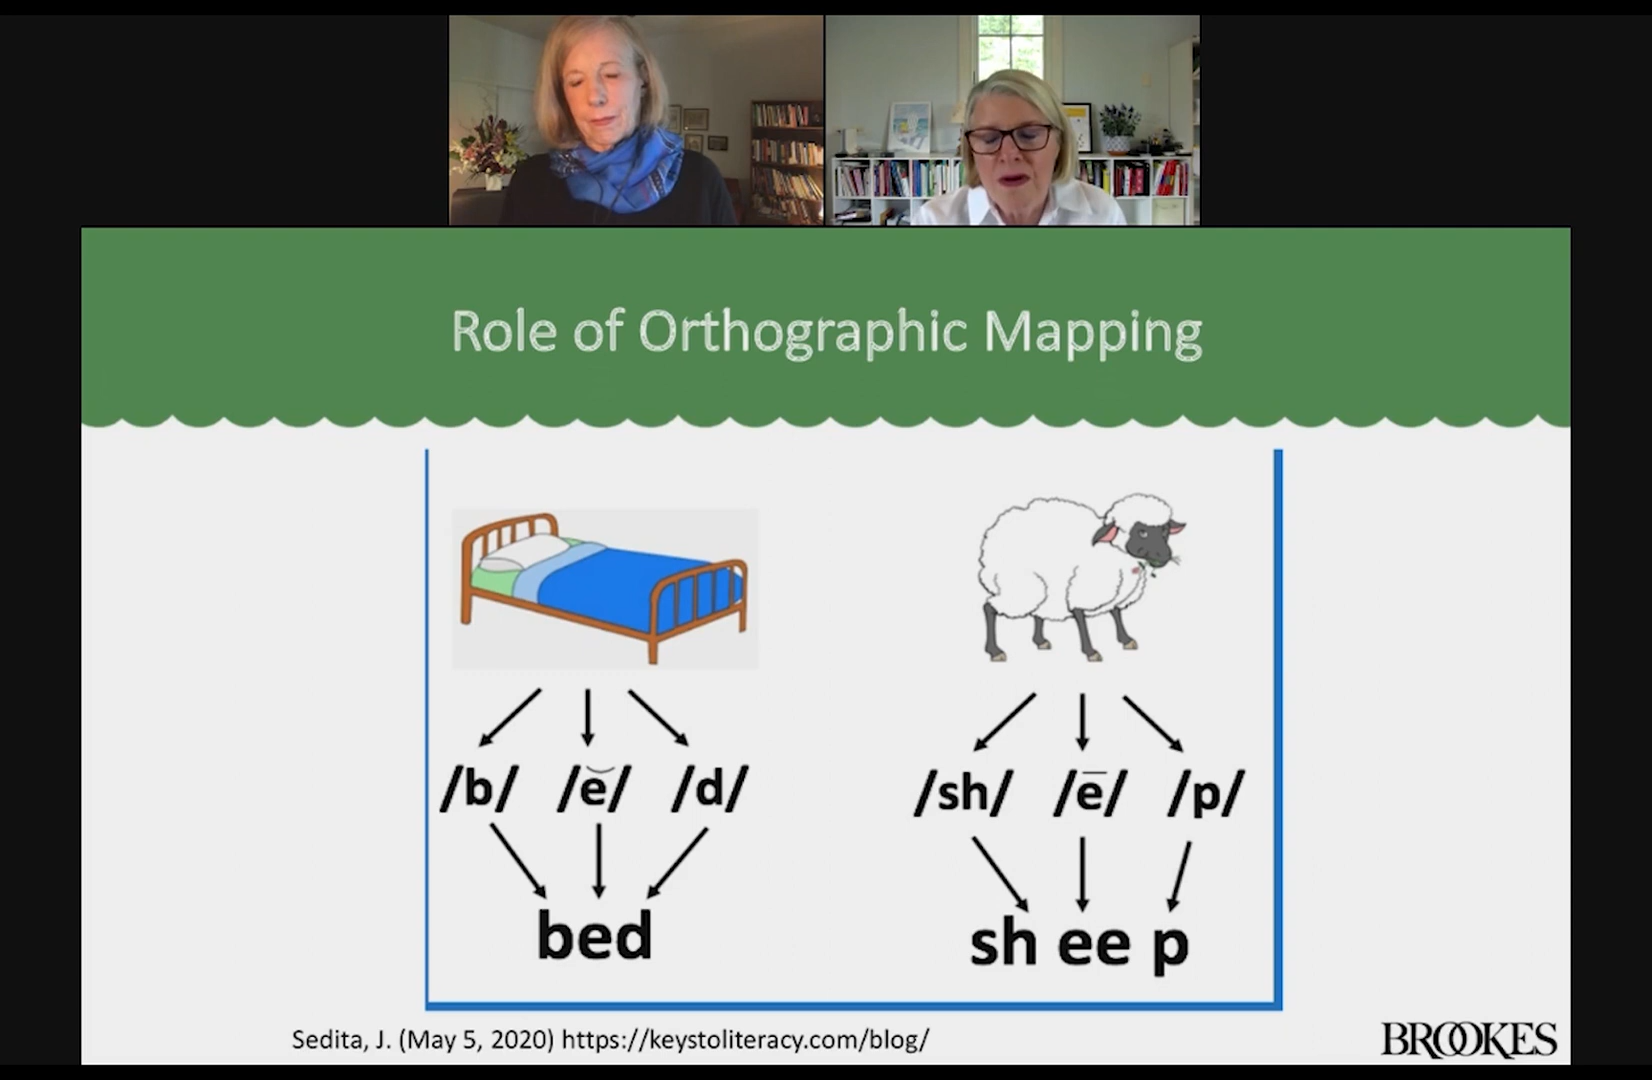 Role of Orthographic Mapping
/b/ /ĕ/ /d/
/sh/ /ē/ /p/
bed
sh ee p
Sedita, J. (May 5, 2020) https://keystoliteracy.com/blog/
BROOKES